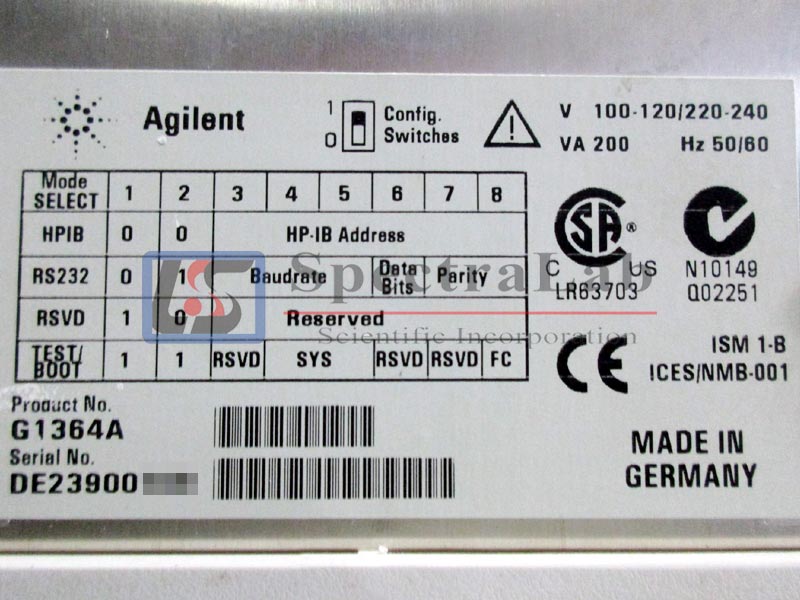 Agilent
1
0
Config.
Switches
V 100-120/220-240
VA 200 Hz 50/60
Mode SELECT 1 2 3 4 5 6 7 8
HPIB 0 0 HP-IB Address
RS232 0 1 Baudrate Data Bits Parity
RSVD 1 0 Reserved
TEST/BOOT 1 1 RSVD SYS RSVD RSVD FC
SA ®
C US
LR63703
N10149
Q02251
CE
ISM 1-B
ICES/NMB-001
Product No.
G1364A
Serial No.
DE23900
MADE IN
GERMANY
SpectraLab
Scientific Incorporation